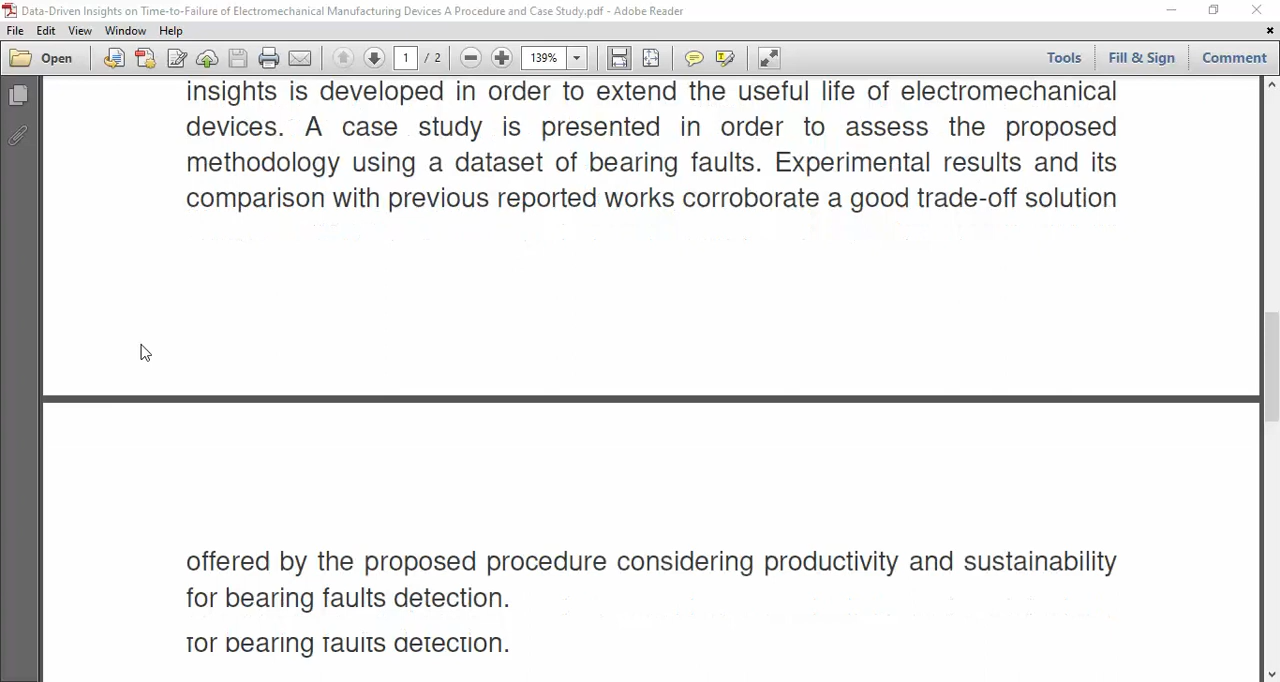 Data-Driven Insights on Time-to-Failure of Electromechanical Manufacturing Devices A Procedure and Case Study.pdf - Adobe Reader
File Edit View Window Help
Open 1 / 2 139% Tools Fill & Sign Comment
insights is developed in order to extend the useful life of electromechanical
devices. A case study is presented in order to assess the proposed
methodology using a dataset of bearing faults. Experimental results and its
comparison with previous reported works corroborate a good trade-off solution
offered by the proposed procedure considering productivity and sustainability
for bearing faults detection.
for bearing faults detection.